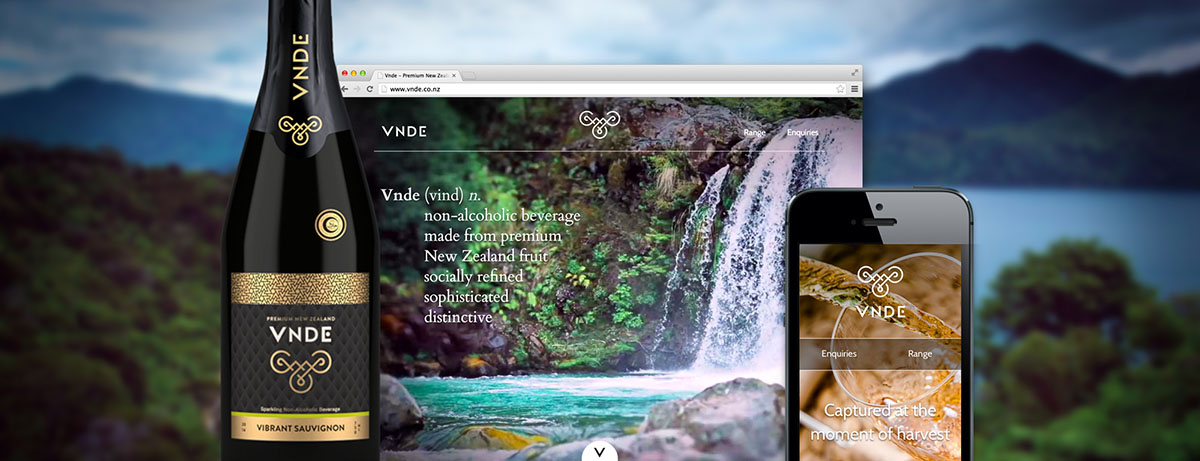 VNDE
PREMIUM NEW ZEALAND
VNDE
Sparkling Non-Alcoholic Beverage
VIBRANT SAUVIGNON
Vnde - Premium New Zeal
www.vnde.co.nz
VNDE
Range
Enquiries
Vnde (vind) n.
non-alcoholic beverage
made from premium
New Zealand fruit
socially refined
sophisticated
distinctive
V
VNDE
Enquiries
Range
Captured at the
moment of harvest